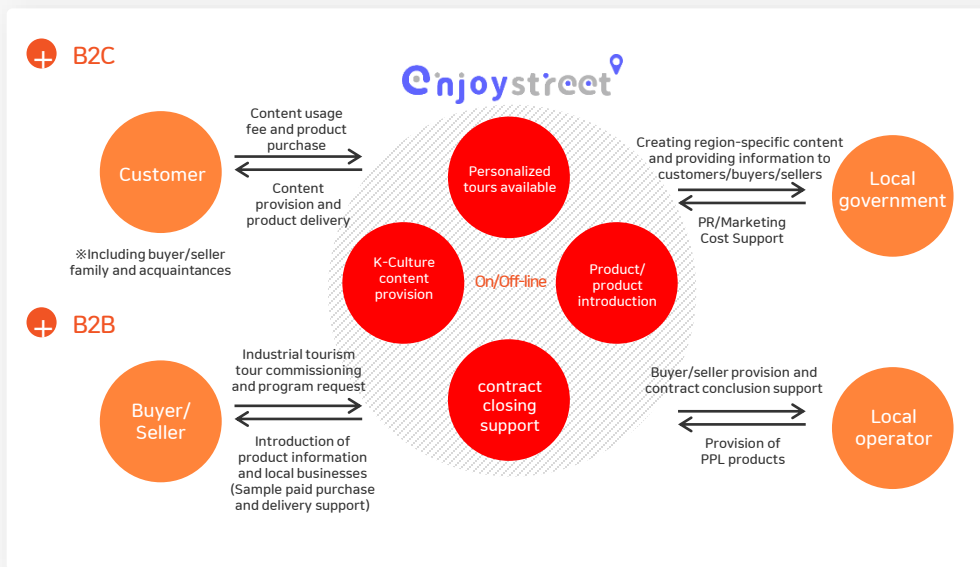 B2C
enjoystreet
Customer
Content usage
fee and product
purchase
Content
provision and
product delivery
※Including buyer/seller
family and acquaintances
Personalized
tours available
K-Culture
content
provision
On/Off-line
Product/
product
introduction
contract
closing
support
Creating region-specific content
and providing information to
customers/buyers/sellers
PR/Marketing
Cost Support
Local
government
B2B
Buyer/
Seller
Industrial tourism
tour commissioning
and program request
Introduction of
product information
and local businesses
(Sample paid purchase
and delivery support)
Buyer/seller provision and
contract conclusion support
Provision of
PPL products
Local
operator